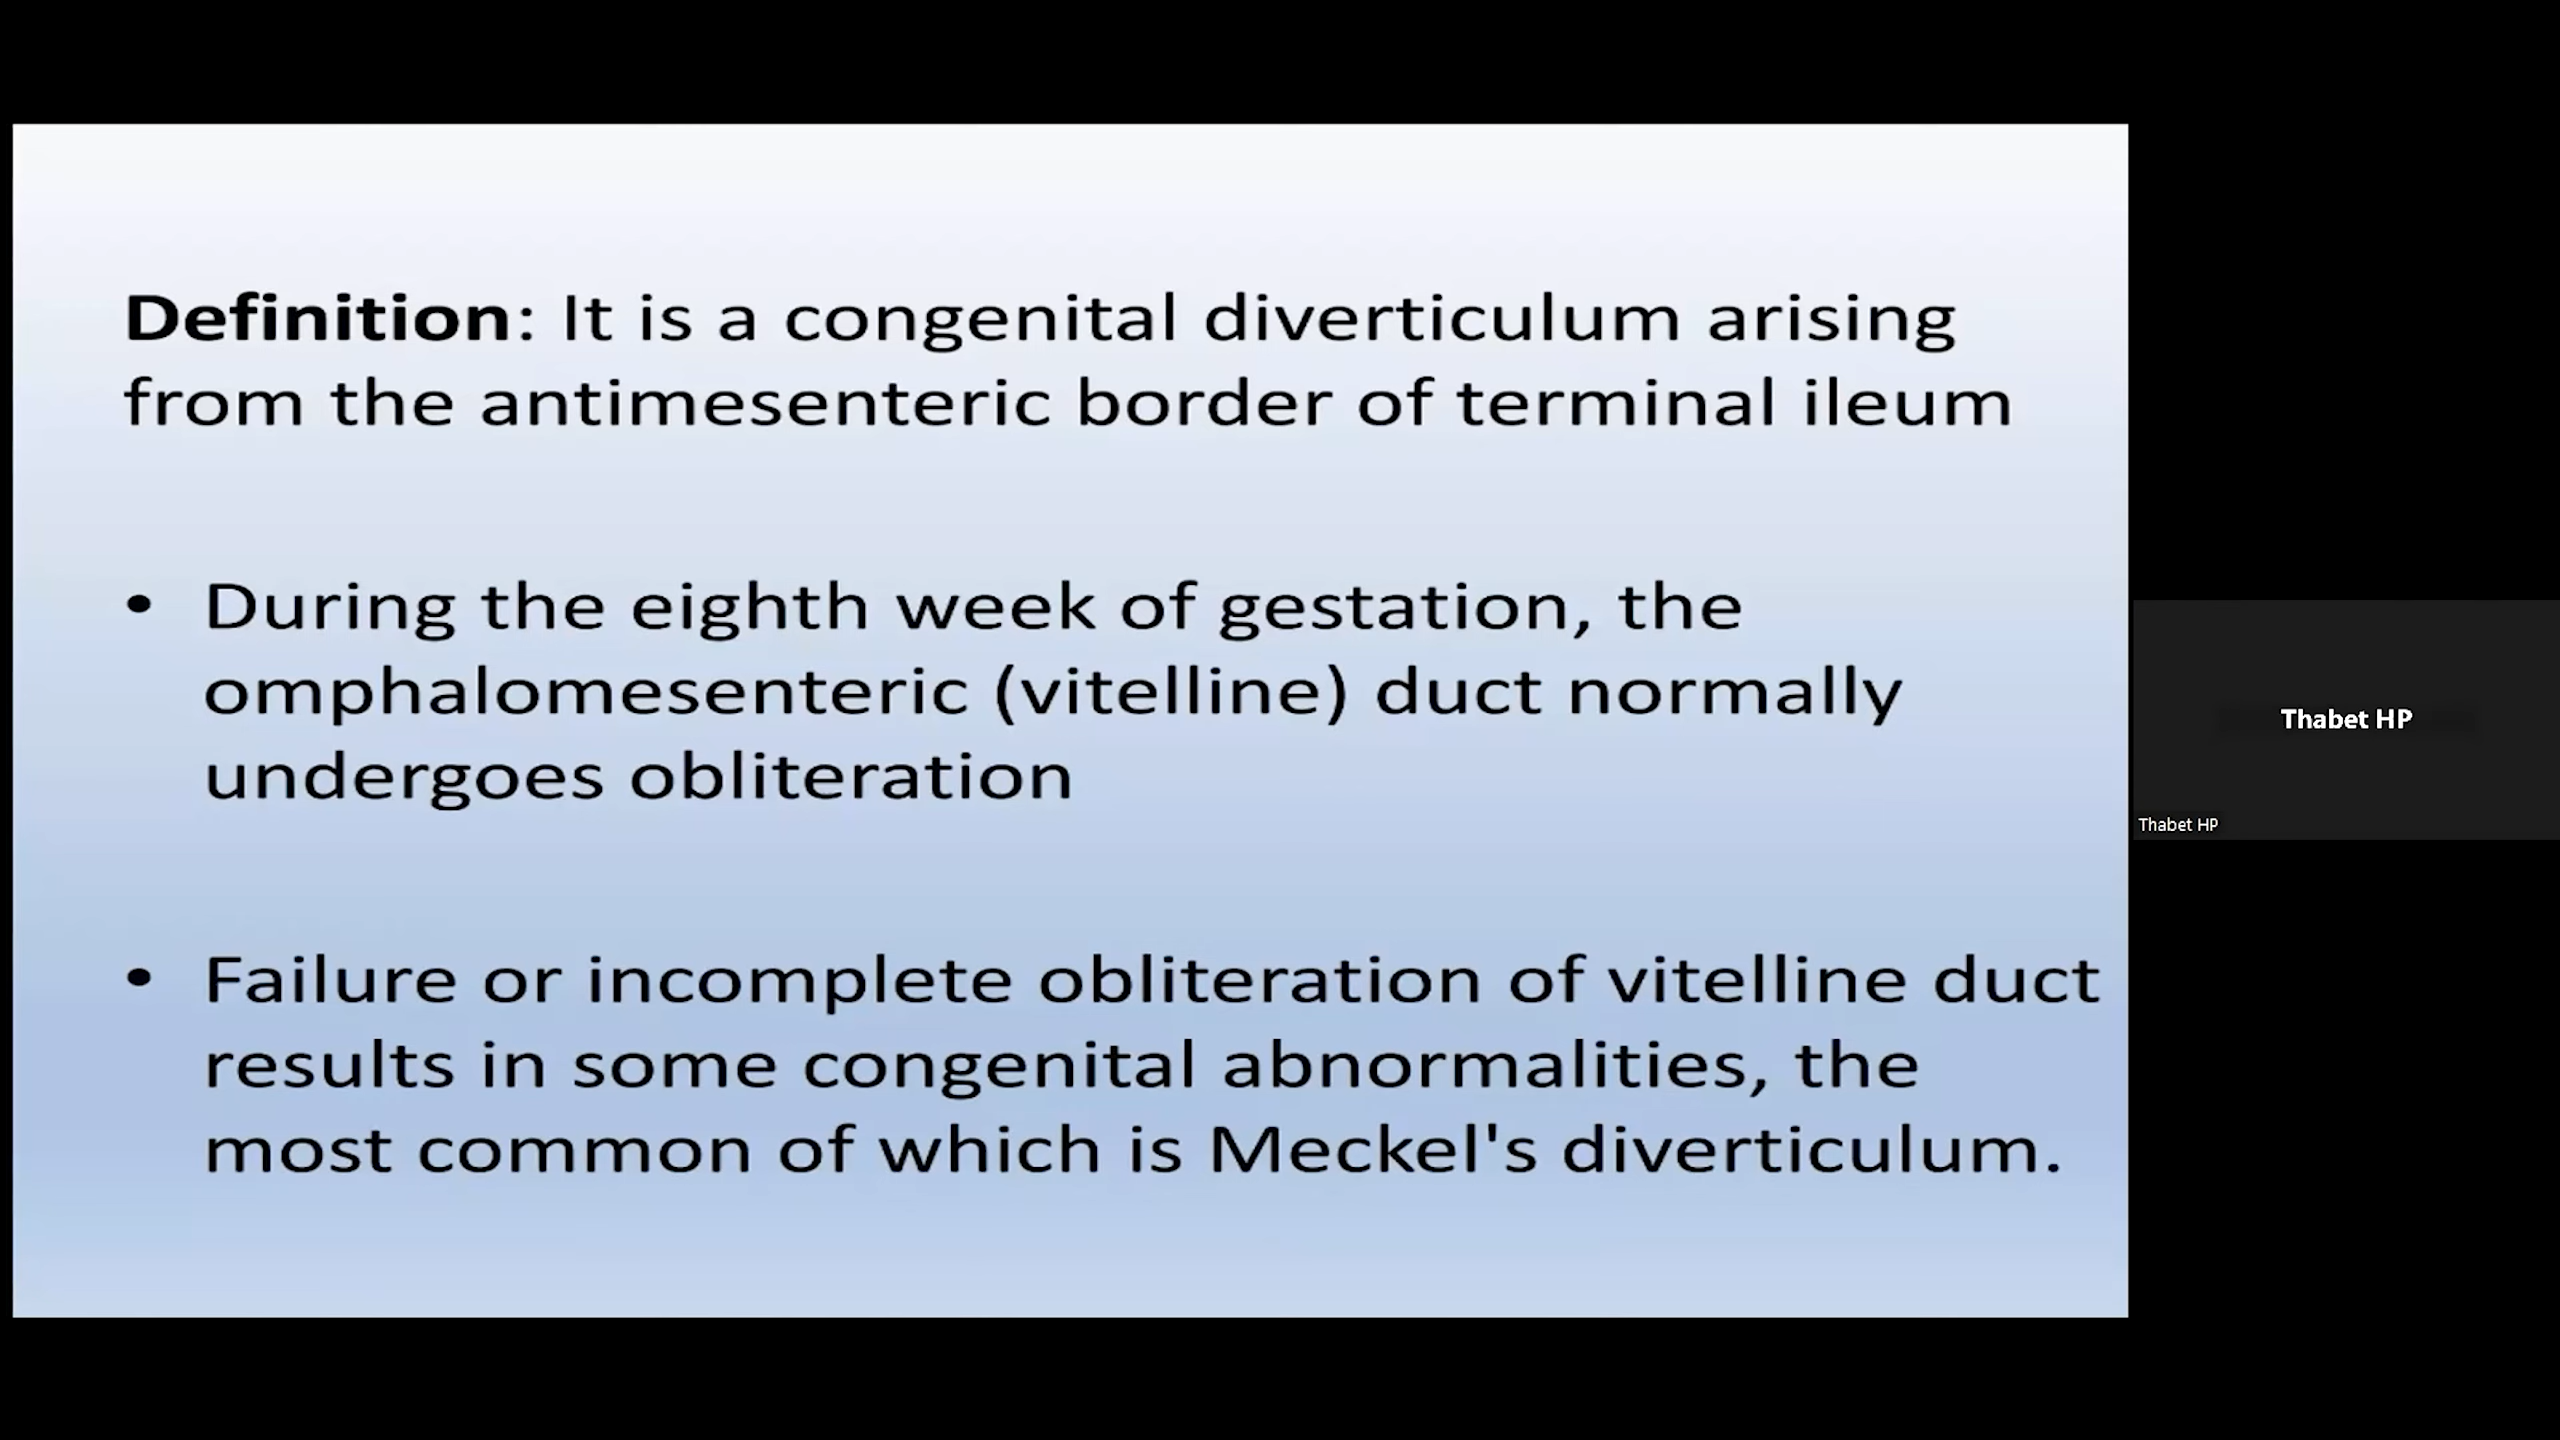 Definition: It is a congenital diverticulum arising
from the antimesenteric border of terminal ileum
• During the eighth week of gestation, the
omphalomesenteric (vitelline) duct normally
undergoes obliteration
• Failure or incomplete obliteration of vitelline duct
results in some congenital abnormalities, the
most common of which is Meckel's diverticulum.
Thabet HP
Thabet HP